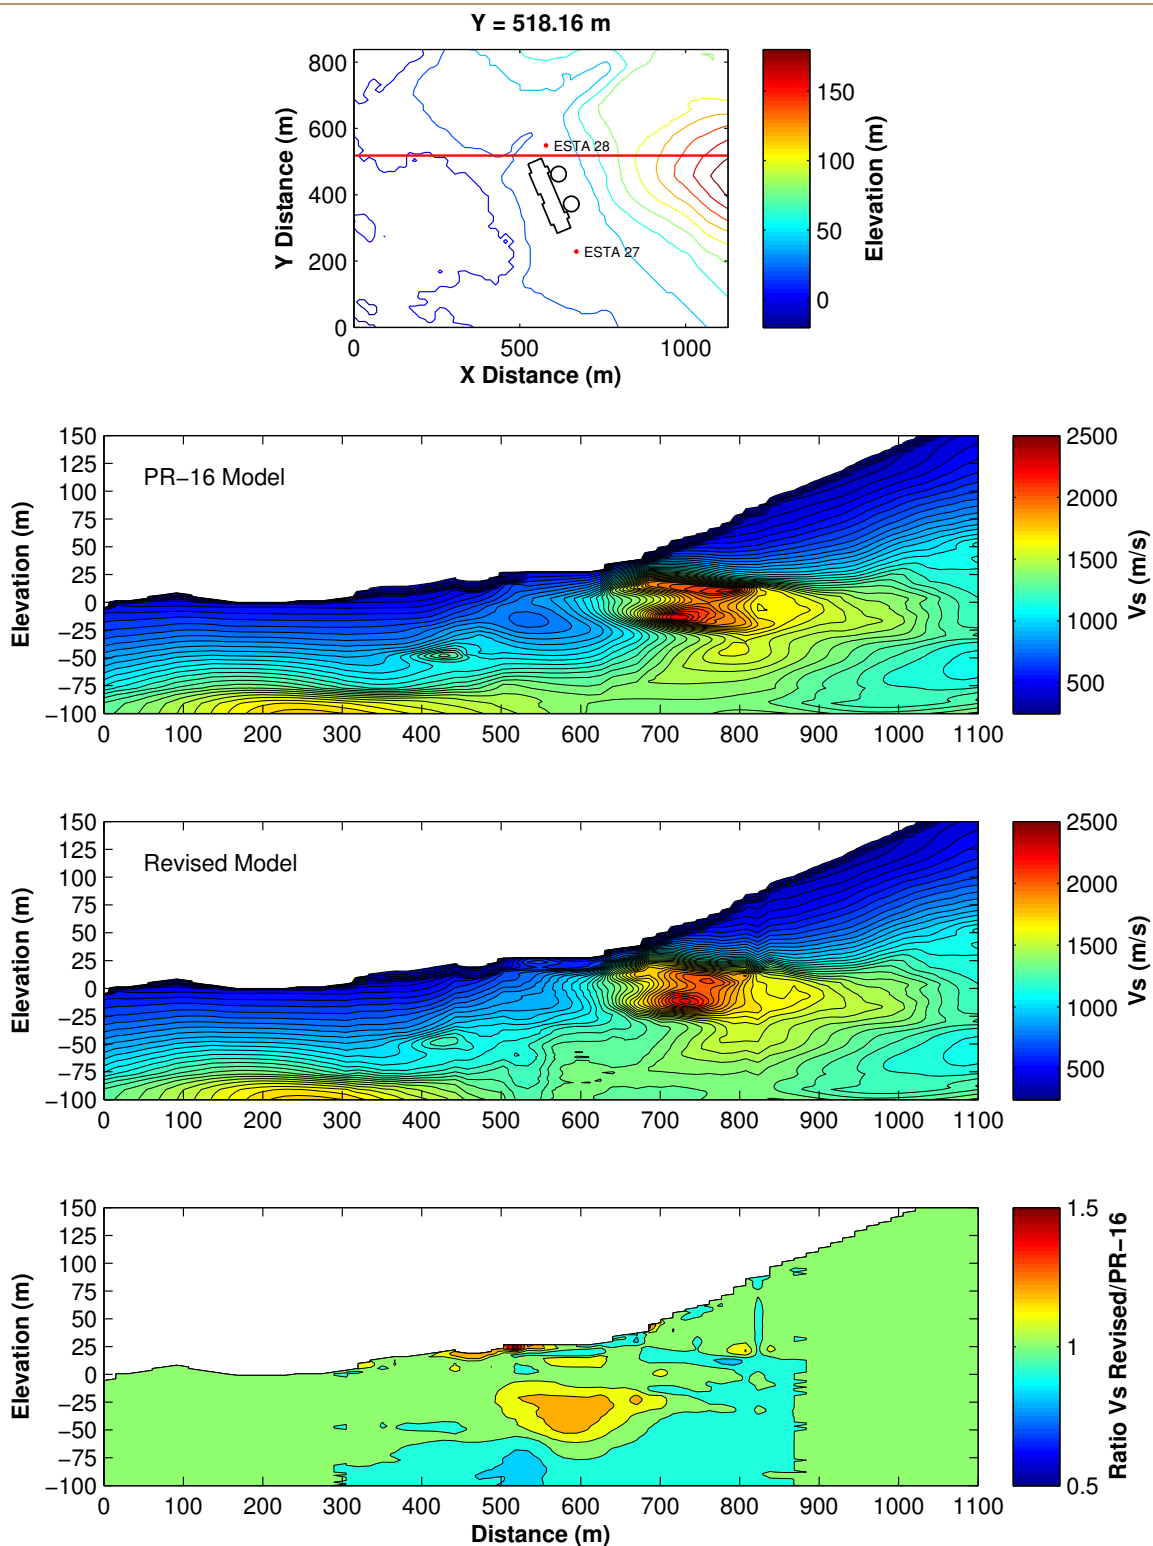 Y = 518.16 m
800
600
400
200
0
Y Distance (m)
ESTA 28
ESTA 27
0 500 1000
X Distance (m)
150
100
50
0
Elevation (m)
PR−16 Model
150
125
100
75
50
25
0
−25
−50
−75
−100
Elevation (m)
0 100 200 300 400 500 600 700 800 900 1000 1100
2500
2000
1500
1000
500
Vs (m/s)
Revised Model
150
125
100
75
50
25
0
−25
−50
−75
−100
Elevation (m)
0 100 200 300 400 500 600 700 800 900 1000 1100
2500
2000
1500
1000
500
Vs (m/s)
150
125
100
75
50
25
0
−25
−50
−75
−100
Elevation (m)
0 100 200 300 400 500 600 700 800 900 1000 1100
Distance (m)
1.5
1
0.5
Ratio Vs Revised/PR−16